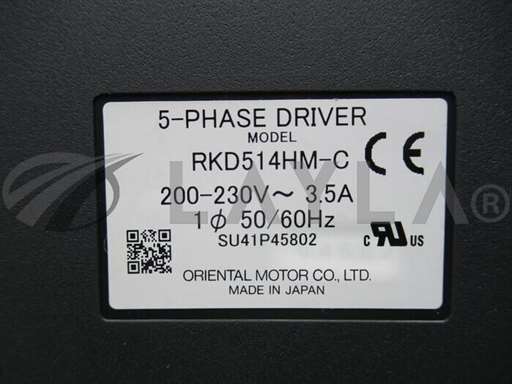 5-PHASE DRIVER
MODEL
RKD514HM-C
CE
200-230V～ 3.5A
1ϕ 50/60Hz
SU41P45802
c RU US
ORIENTAL MOTOR CO., LTD.
MADE IN JAPAN
LAYLA®